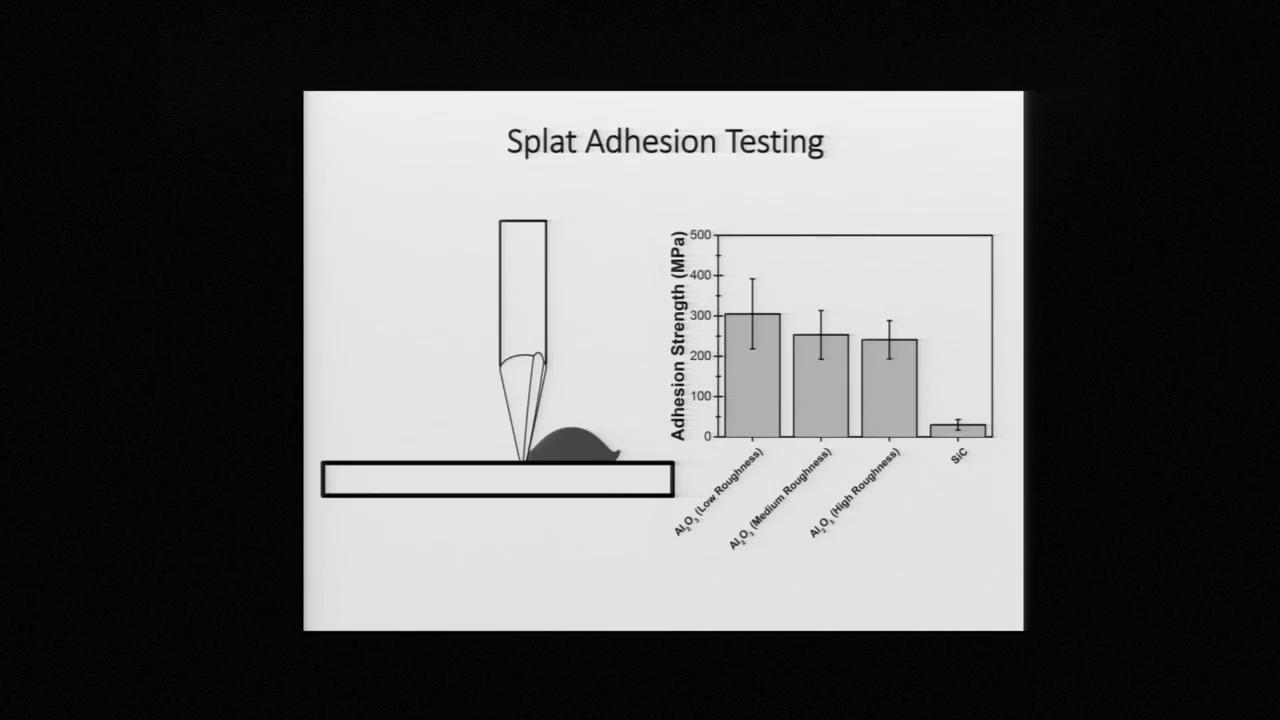 Splat Adhesion Testing
Adhesion Strength (MPa)
500
400
300
200
100
0
Al₂O₃ (Low Roughness)
Al₂O₃ (Medium Roughness)
Al₂O₃ (High Roughness)
SiC